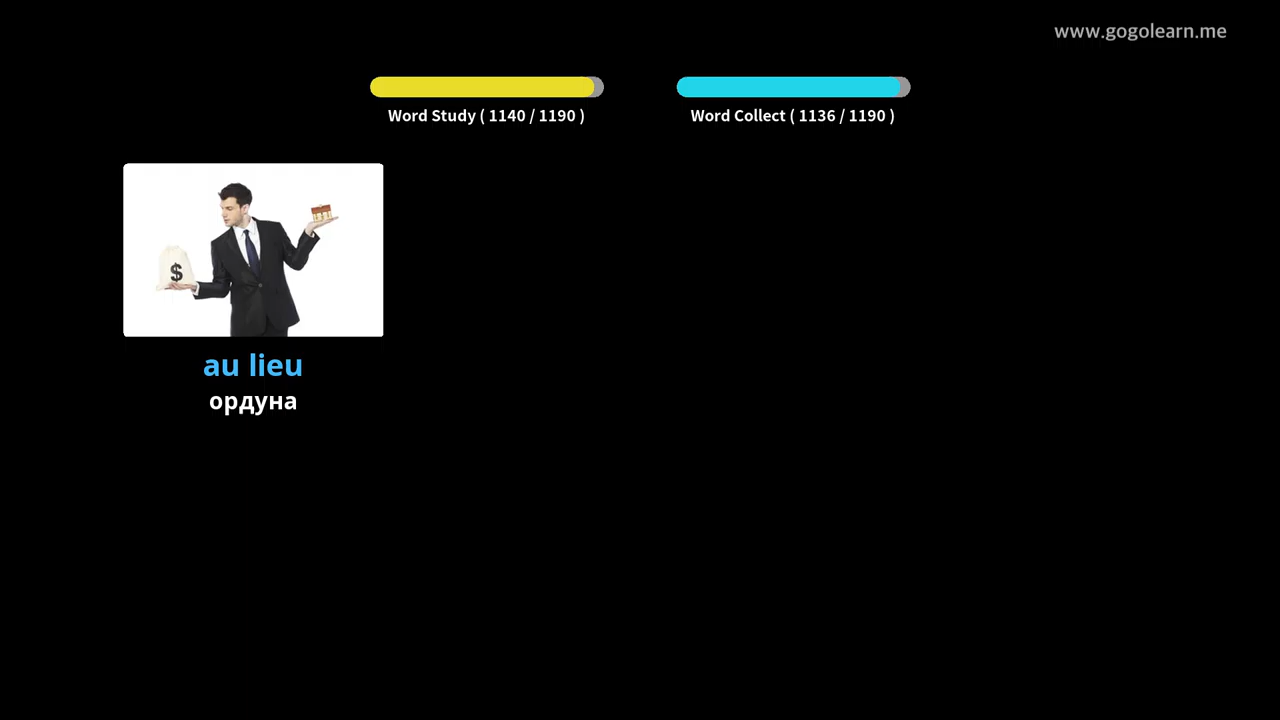 www.gogolearn.me
Word Study ( 1140 / 1190 )
Word Collect ( 1136 / 1190 )
$
au lieu
ордуна